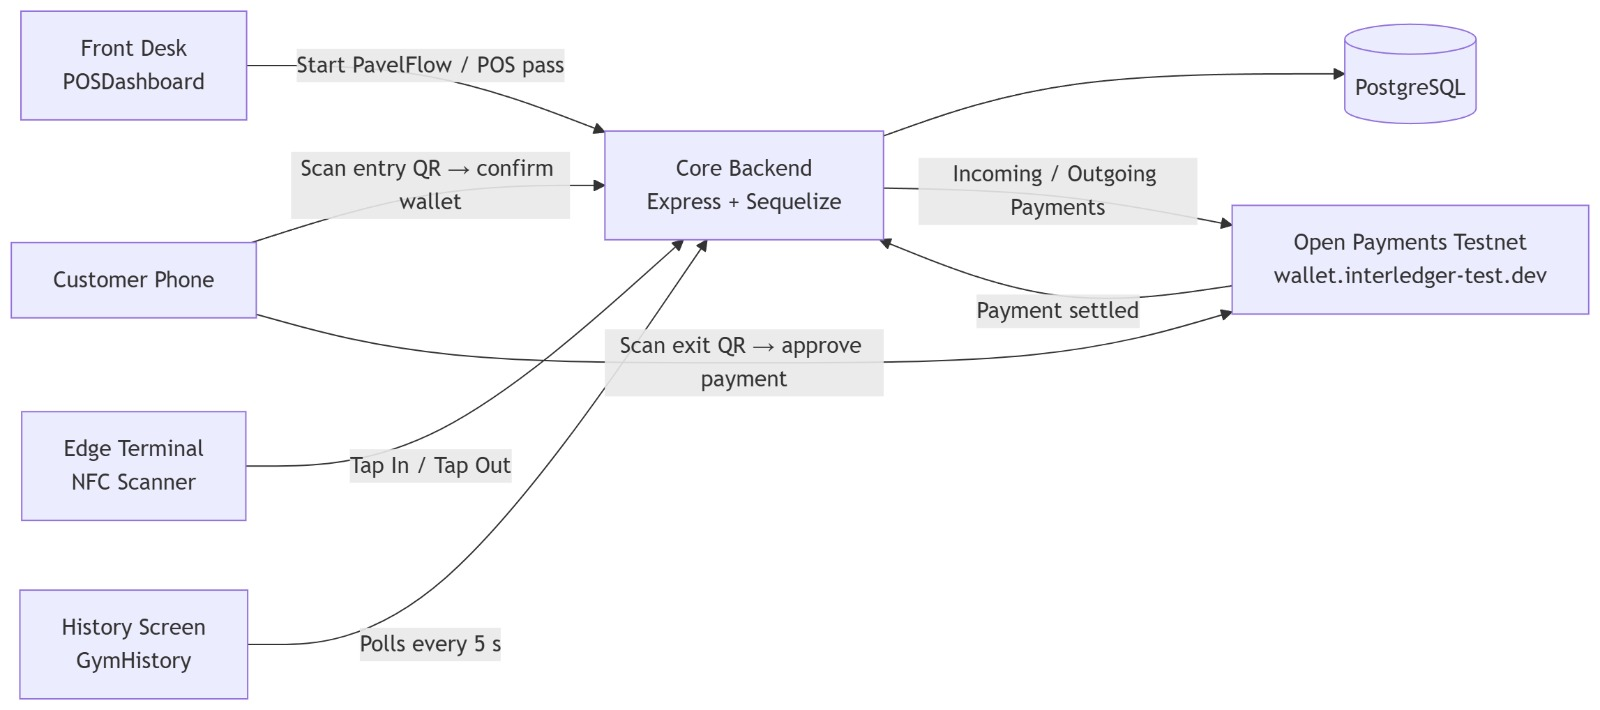 Front Desk
POSDashboard
Start PavelFlow / POS pass
PostgreSQL
Scan entry QR → confirm
wallet
Core Backend
Express + Sequelize
Incoming / Outgoing
Payments
Customer Phone
Open Payments Testnet
wallet.interledger-test.dev
Payment settled
Scan exit QR → approve
payment
Edge Terminal
NFC Scanner
Tap In / Tap Out
History Screen
GymHistory
Polls every 5 s